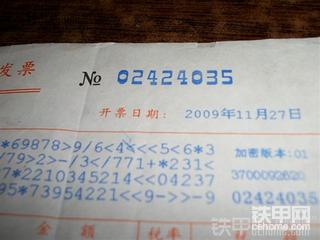 发票 № 02424035
开票日期: 2009年11月27日
*69878>9/6<4<<<5<6*3 加密版本:01
/79>2>-/3</771+*231< 3700092620
7*2210345214<<04237
95*73954221<<9->>-9 02424035
金额 税率
铁甲网